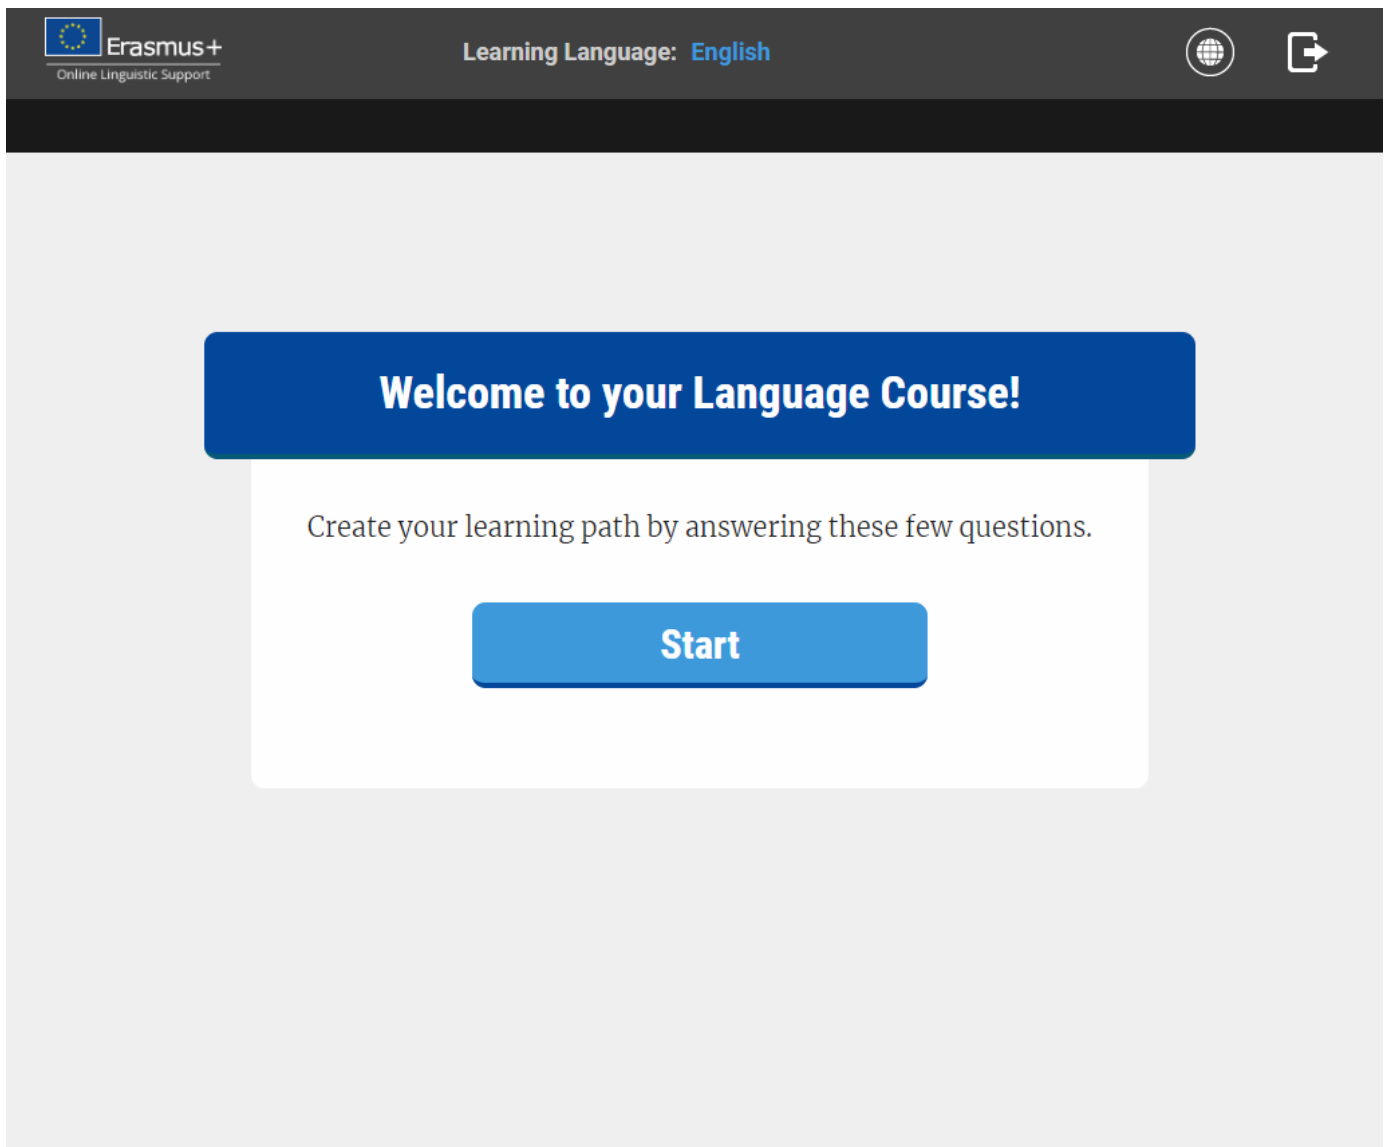 Erasmus+
Online Linguistic Support
Learning Language: English
Welcome to your Language Course!
Create your learning path by answering these few questions.
Start